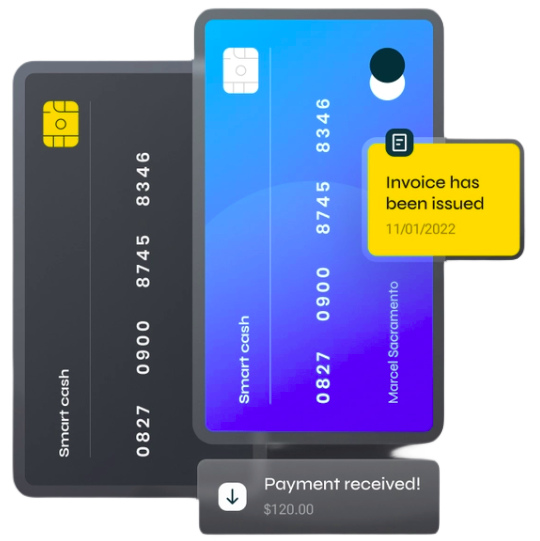 Smart cash
0827 0900 8745 8346
Smart cash
0827 0900 8745 8346
Marcel Sacramento
Invoice has
been issued
11/01/2022
Payment received!
$120.00